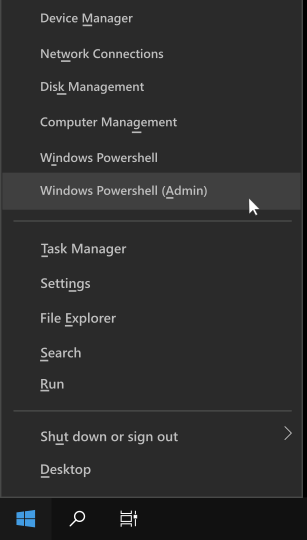 Device Manager
Network Connections
Disk Management
Computer Management
Windows Powershell
Windows Powershell (Admin)
Task Manager
Settings
File Explorer
Search
Run
Shut down or sign out
Desktop